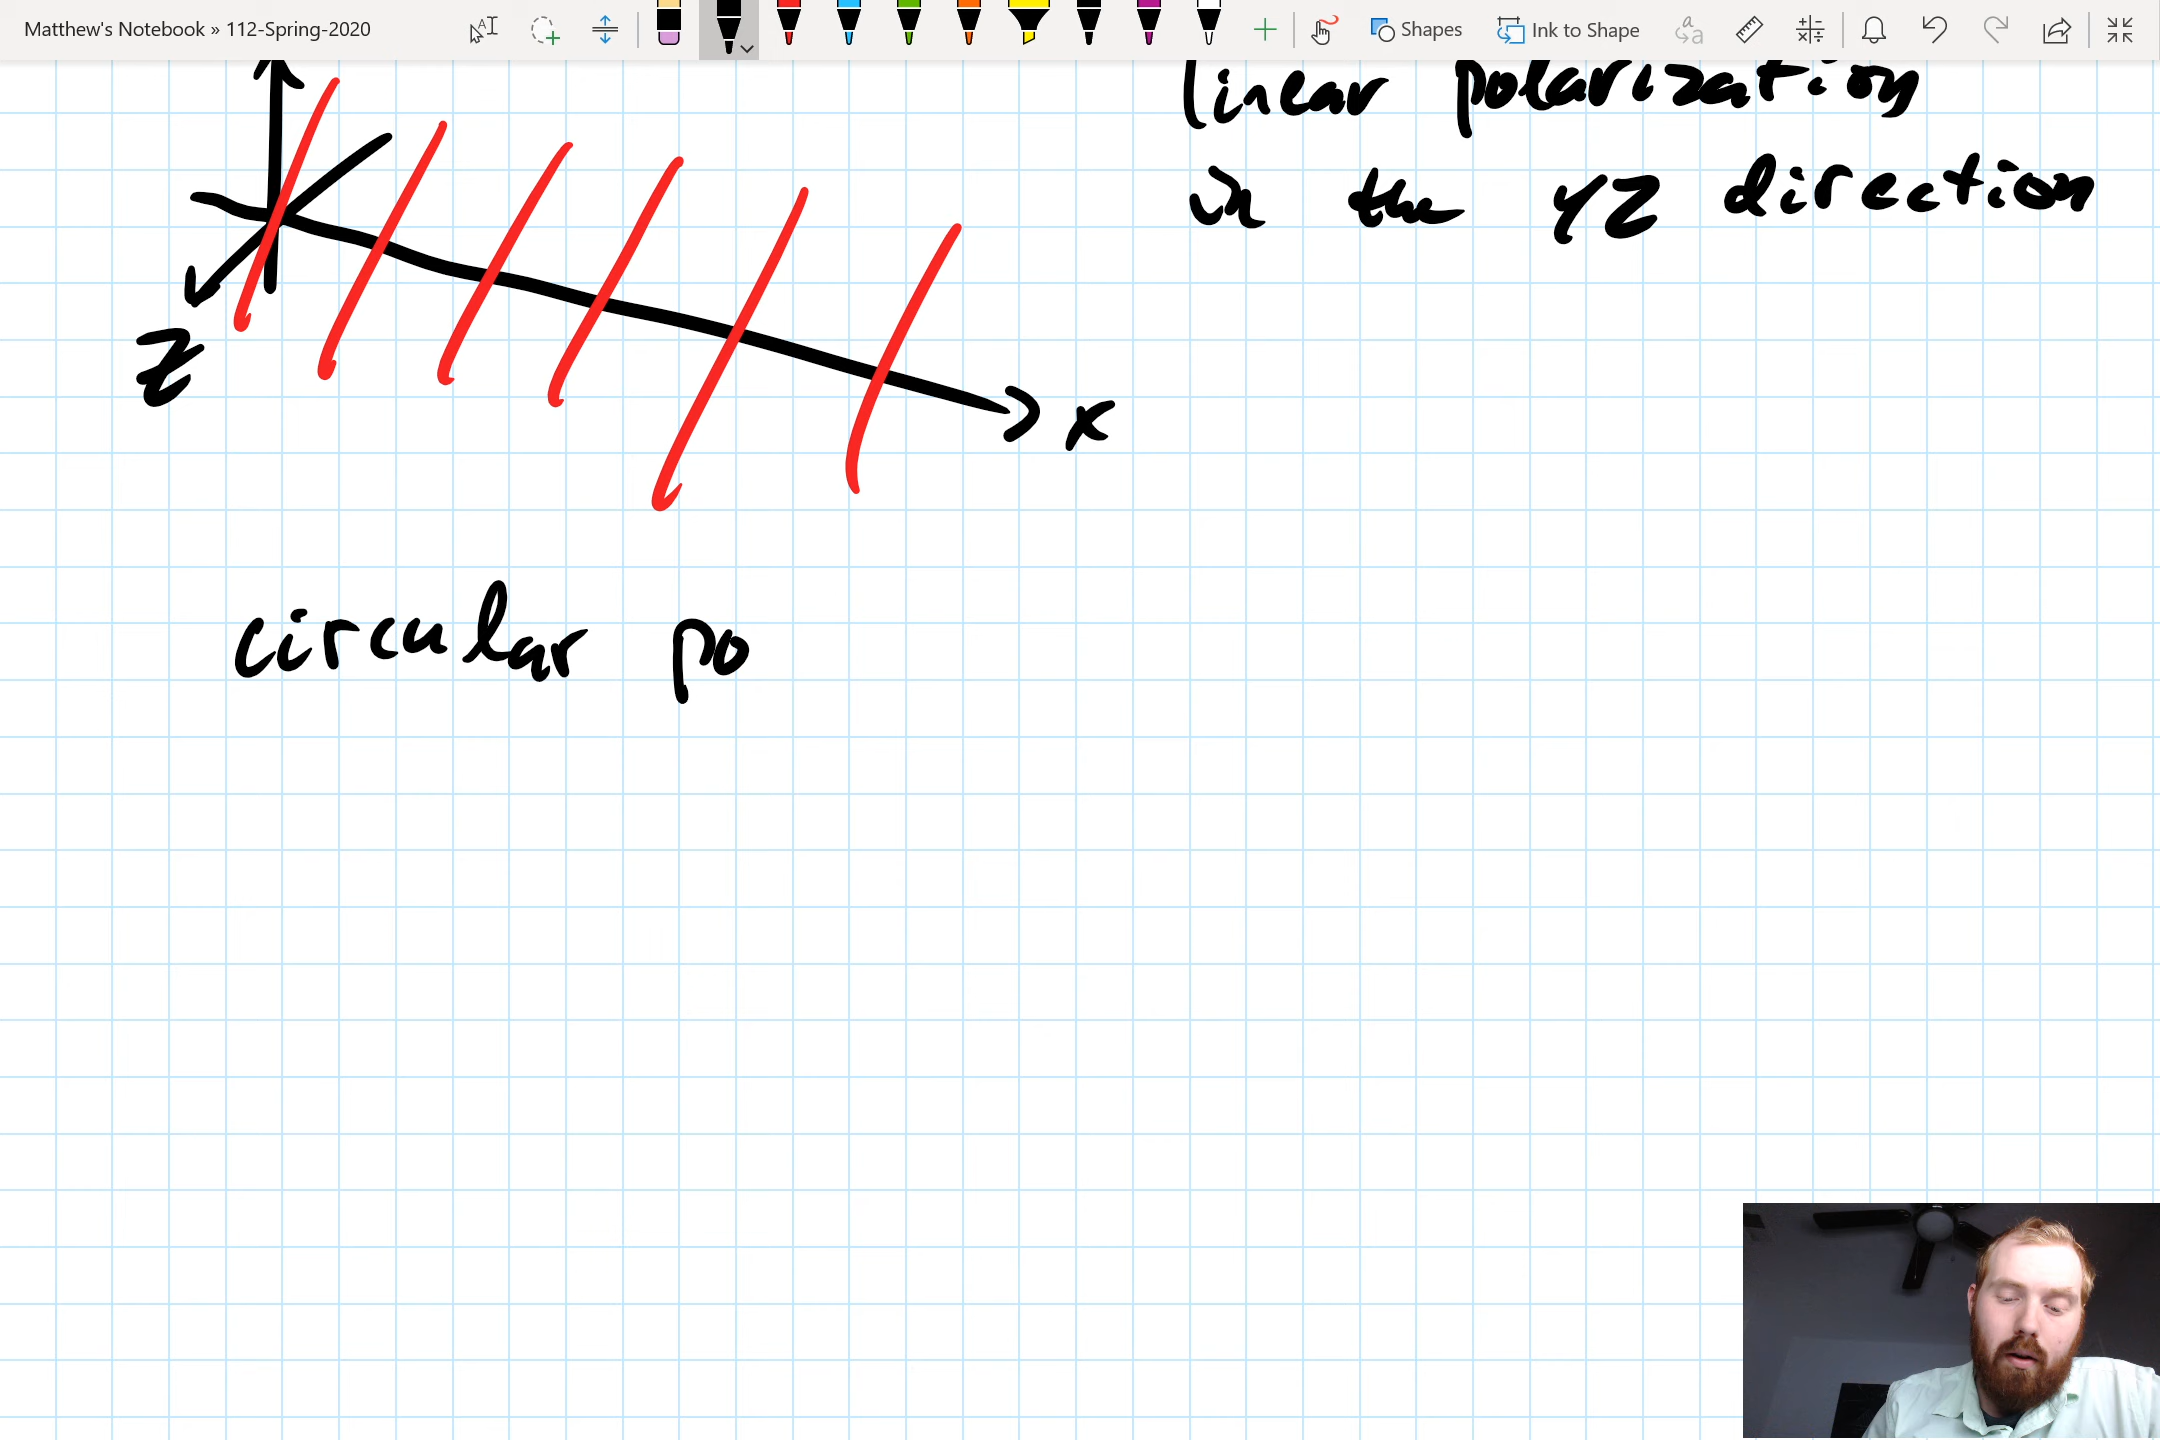 Matthew's Notebook » 112-Spring-2020
Shapes
Ink to Shape
linear polarization
in the YZ direction
Z
x
circular po